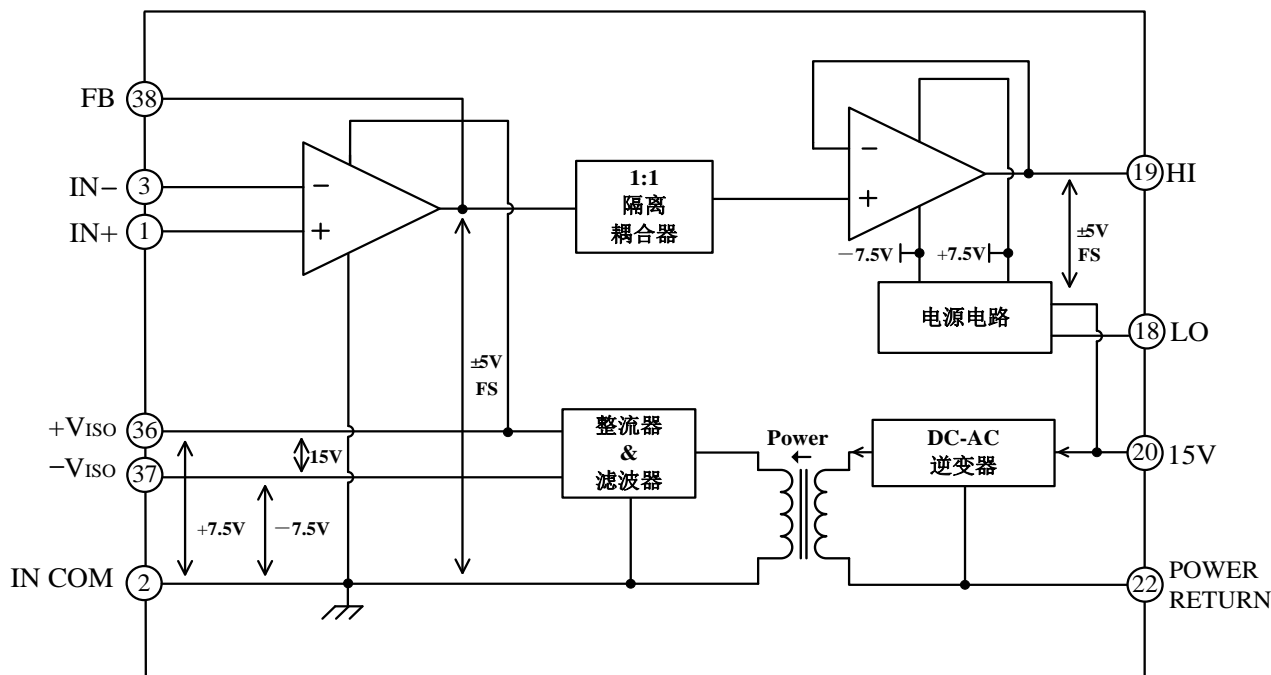 FB 38
IN− 3
IN+ 1
−
+
1:1
隔离
耦合器
−
+
19 HI
±5V
FS
−7.5V
+7.5V
电源电路
18 LO
±5V
FS
+VISO 36
−VISO 37
15V
+7.5V
−7.5V
整流器
&
滤波器
Power
DC-AC
逆变器
20 15V
IN COM 2
22 POWER
RETURN